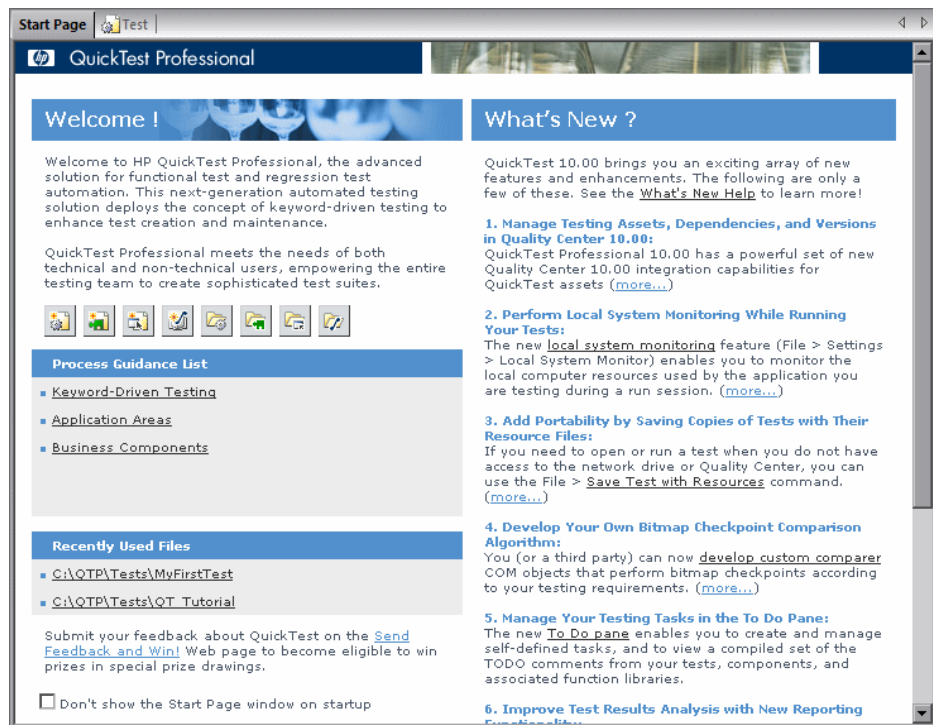 Start Page
Test
hp QuickTest Professional
Welcome !
Welcome to HP QuickTest Professional, the advanced
solution for functional test and regression test
automation. This next-generation automated testing
solution deploys the concept of keyword-driven testing to
enhance test creation and maintenance.
QuickTest Professional meets the needs of both
technical and non-technical users, empowering the entire
testing team to create sophisticated test suites.
Process Guidance List
Keyword-Driven Testing
Application Areas
Business Components
Recently Used Files
C:\QTP\Tests\MyFirstTest
C:\QTP\Tests\QT_Tutorial
Submit your feedback about QuickTest on the Send
Feedback and Win! Web page to become eligible to win
prizes in special prize drawings.
Don't show the Start Page window on startup
What's New ?
QuickTest 10.00 brings you an exciting array of new
features and enhancements. The following are only a
few of these. See the What's New Help to learn more!
1. Manage Testing Assets, Dependencies, and Versions
in Quality Center 10.00:
QuickTest Professional 10.00 has a powerful set of new
Quality Center 10.00 integration capabilities for
QuickTest assets (more...)
2. Perform Local System Monitoring While Running
Your Tests:
The new local system monitoring feature (File > Settings
> Local System Monitor) enables you to monitor the
local computer resources used by the application you
are testing during a run session. (more...)
3. Add Portability by Saving Copies of Tests with Their
Resource Files:
If you need to open or run a test when you do not have
access to the network drive or Quality Center, you can
use the File > Save Test with Resources command.
(more...)
4. Develop Your Own Bitmap Checkpoint Comparison
Algorithm:
You (or a third party) can now develop custom comparer
COM objects that perform bitmap checkpoints according
to your testing requirements. (more...)
5. Manage Your Testing Tasks in the To Do Pane:
The new To Do pane enables you to create and manage
self-defined tasks, and to view a compiled set of the
TODO comments from your tests, components, and
associated function libraries.
6. Improve Test Results Analysis with New Reporting
Functionality: